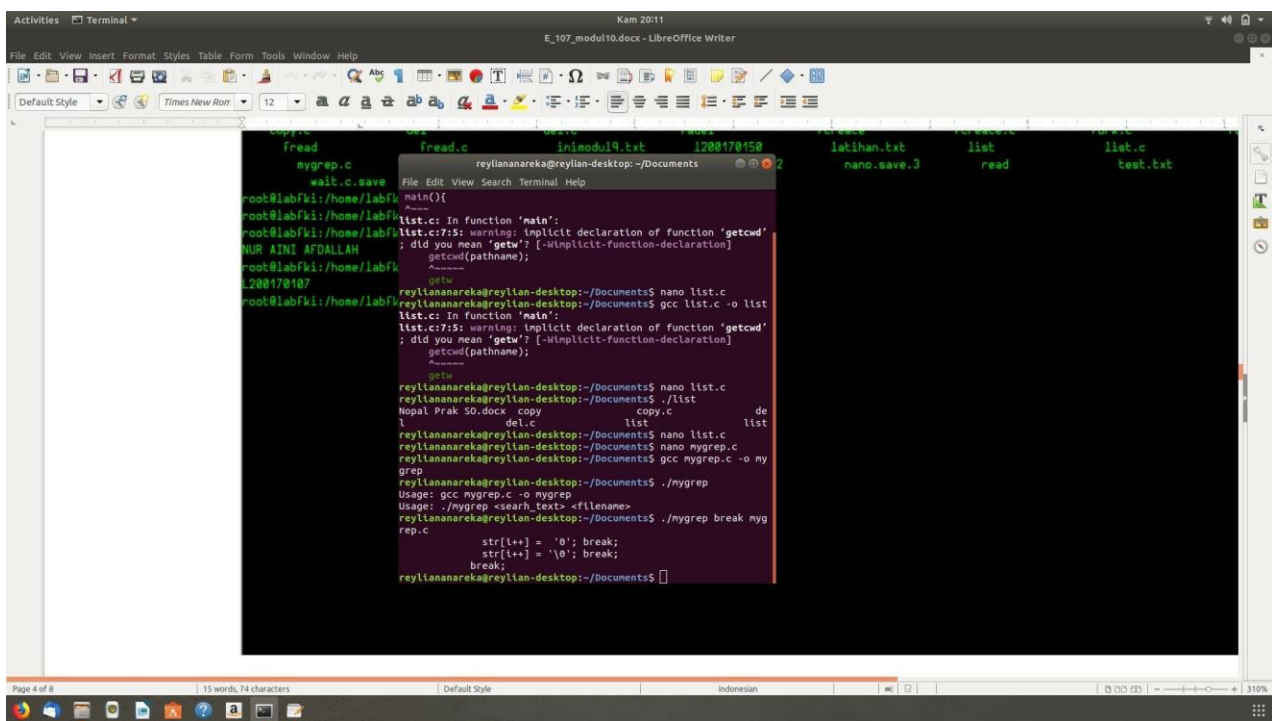 Activities Terminal Kam 20:11
E_107_modul10.docx - LibreOffice Writer
File Edit View Insert Format Styles Table Form Tools Window Help
Default Style Times New Rom 12
copy.c del del.c
fread fread.c inimodul9.txt l200170150 latihan.txt list list.c
mygrep.c 2 nano.save.3 read test.txt
wait.c.save
root@labfki:/home/labfk
root@labfki:/home/labfk
root@labfki:/home/labfk
NUR AINI AFDALLAH
root@labfki:/home/labfk
L200170107
root@labfki:/home/labfk
reyliananareka@reylian-desktop: ~/Documents
File Edit View Search Terminal Help
main(){
^~~~
list.c: In function ‘main’:
list.c:7:5: warning: implicit declaration of function ‘getcwd’
; did you mean ‘getw’? [-Wimplicit-function-declaration]
getcwd(pathname);
^~~~~~
getw
reyliananareka@reylian-desktop:~/Documents$ nano list.c
reyliananareka@reylian-desktop:~/Documents$ gcc list.c -o list
list.c: In function ‘main’:
list.c:7:5: warning: implicit declaration of function ‘getcwd’
; did you mean ‘getw’? [-Wimplicit-function-declaration]
getcwd(pathname);
^~~~~~
getw
reyliananareka@reylian-desktop:~/Documents$ nano list.c
reyliananareka@reylian-desktop:~/Documents$ ./list
Nopal Prak SO.docx copy copy.c de
l del.c list list
reyliananareka@reylian-desktop:~/Documents$ nano list.c
reyliananareka@reylian-desktop:~/Documents$ nano mygrep.c
reyliananareka@reylian-desktop:~/Documents$ gcc mygrep.c -o my
grep
reyliananareka@reylian-desktop:~/Documents$ ./mygrep
Usage: gcc mygrep.c -o mygrep
Usage: ./mygrep <searh_text> <filename>
reyliananareka@reylian-desktop:~/Documents$ ./mygrep break myg
rep.c
str[i++] = '0'; break;
str[i++] = '\0'; break;
break;
reyliananareka@reylian-desktop:~/Documents$
Page 4 of 8 15 words, 74 characters Default Style Indonesian 310%